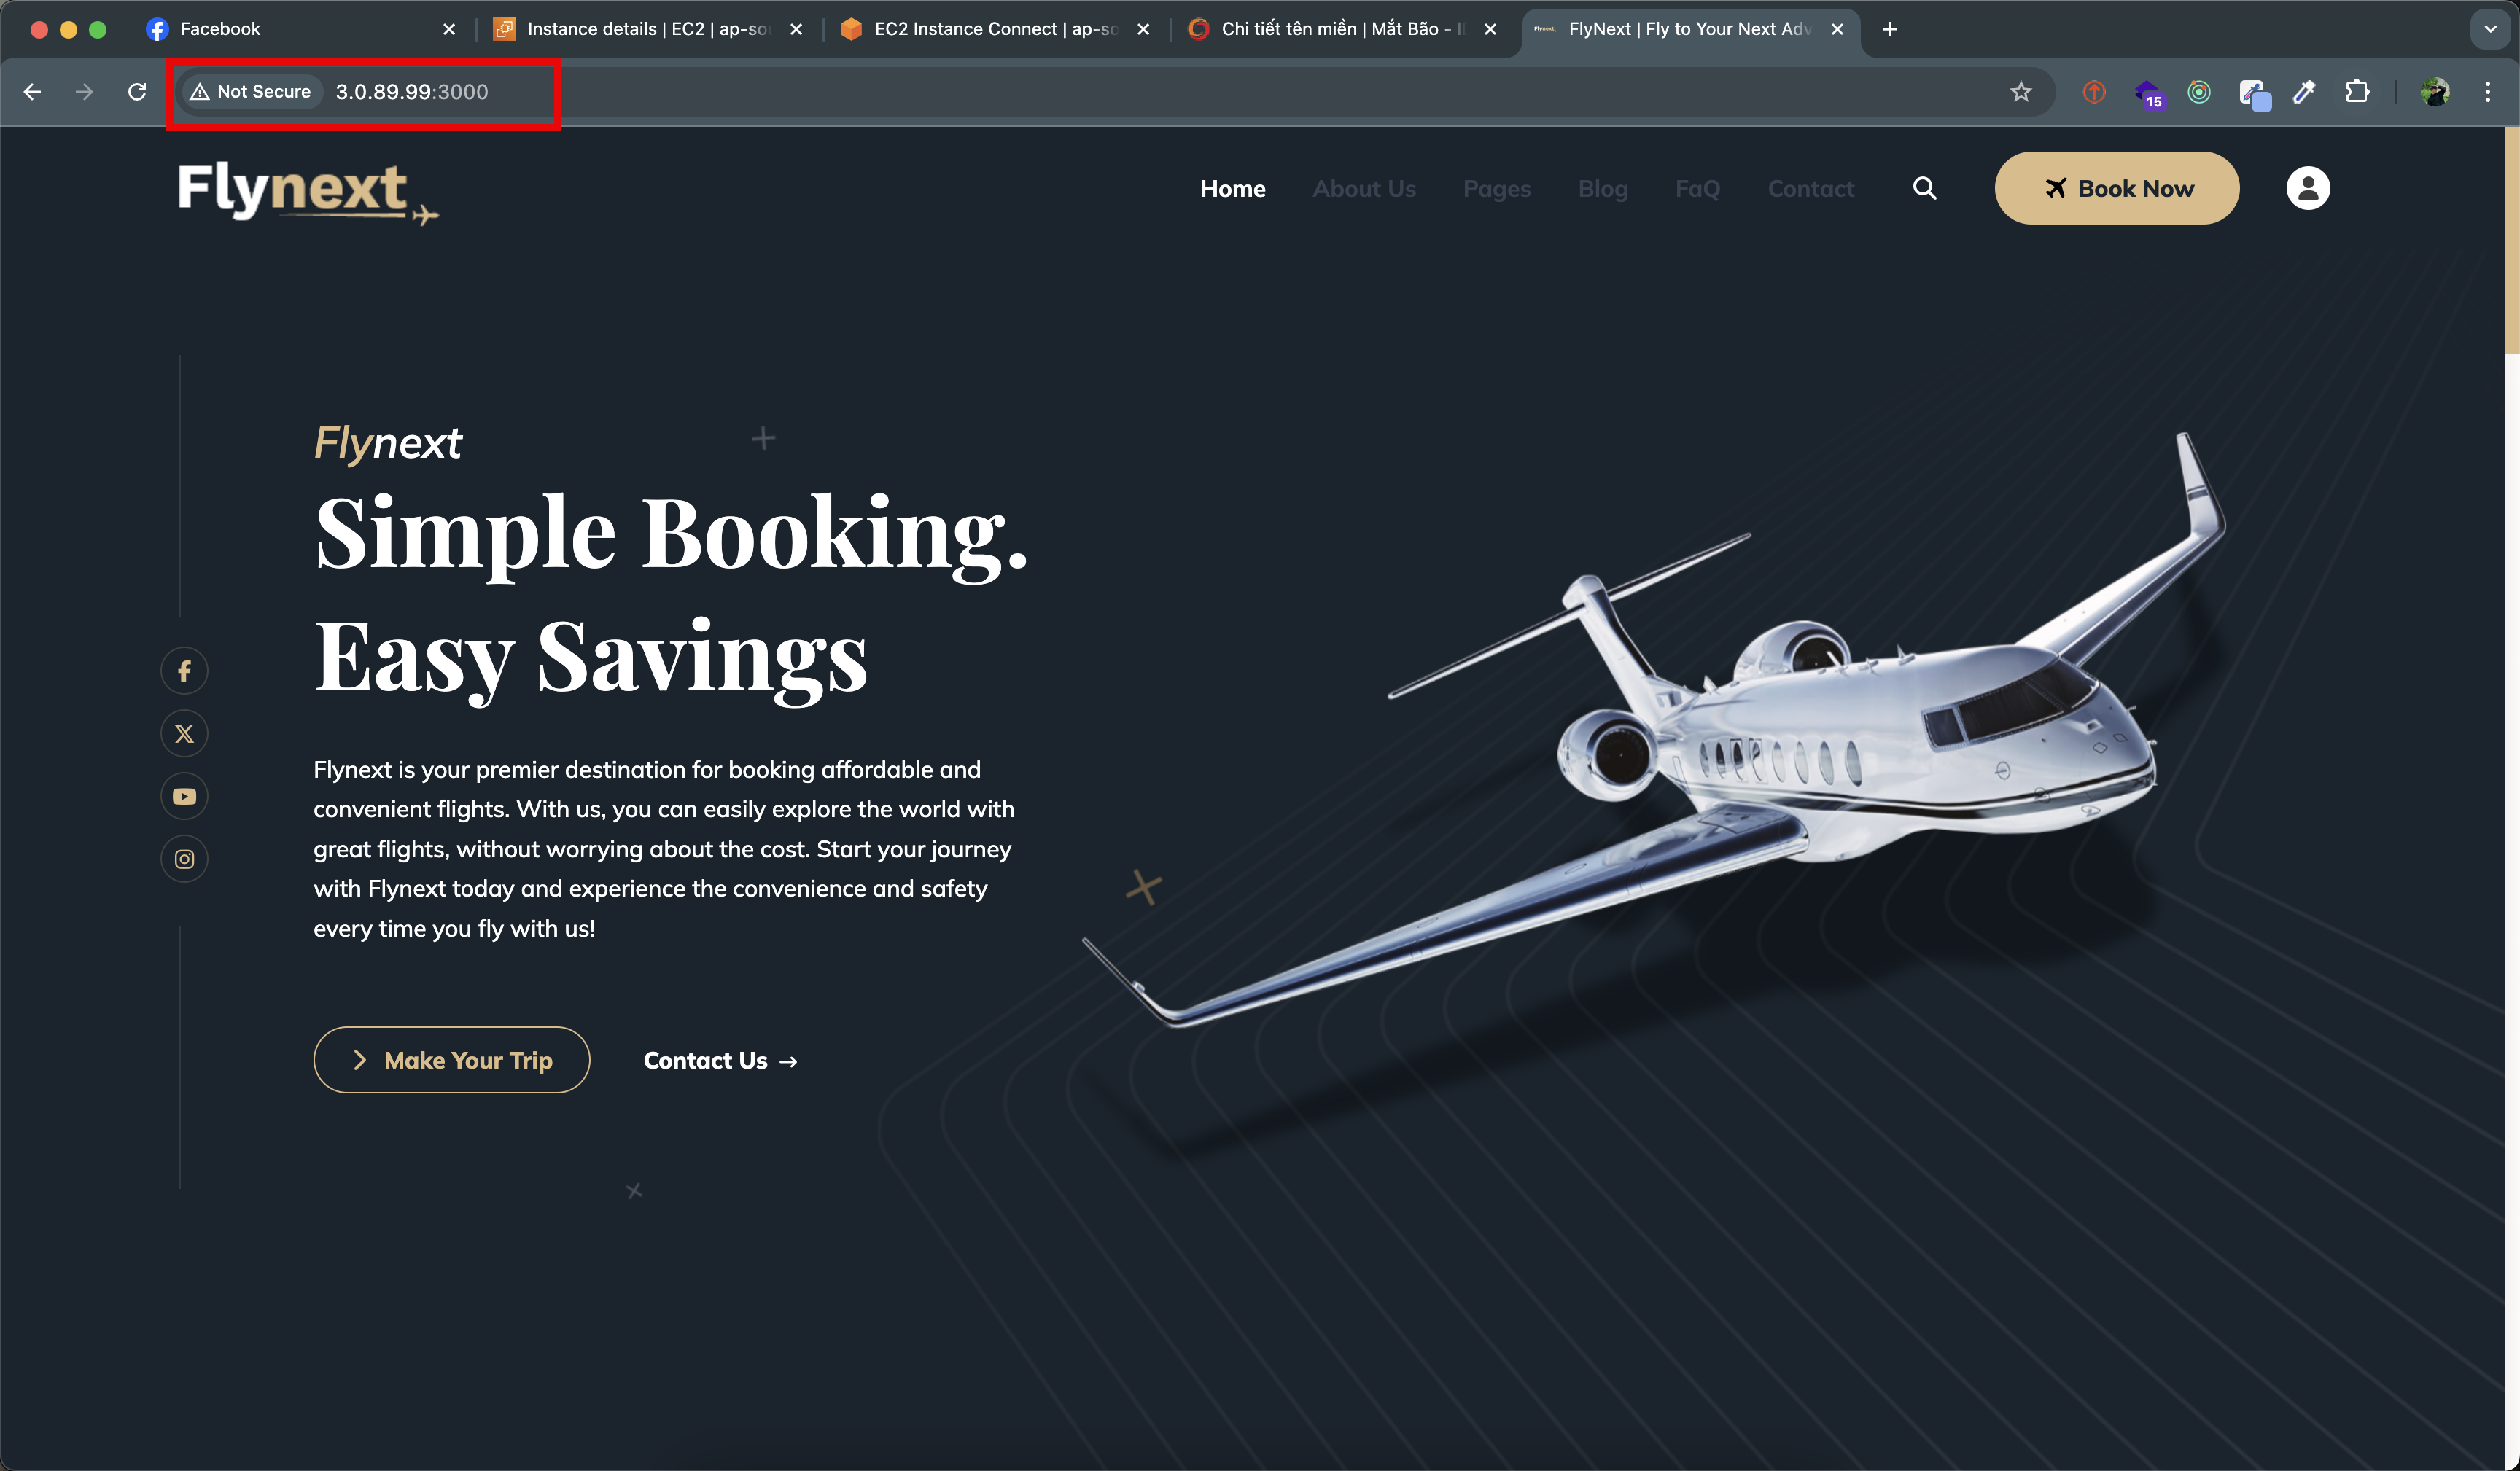 Facebook
Instance details | EC2 | ap-so
EC2 Instance Connect | ap-so
Chi tiết tên miền | Mắt Bão -
FlyNext | Fly to Your Next Adv
Not Secure 3.0.89.99:3000
15
Flynext
Home About Us Pages Blog FaQ Contact
Book Now
Flynext
Simple Booking.
Easy Savings
Flynext is your premier destination for booking affordable and
convenient flights. With us, you can easily explore the world with
great flights, without worrying about the cost. Start your journey
with Flynext today and experience the convenience and safety
every time you fly with us!
Make Your Trip
Contact Us →